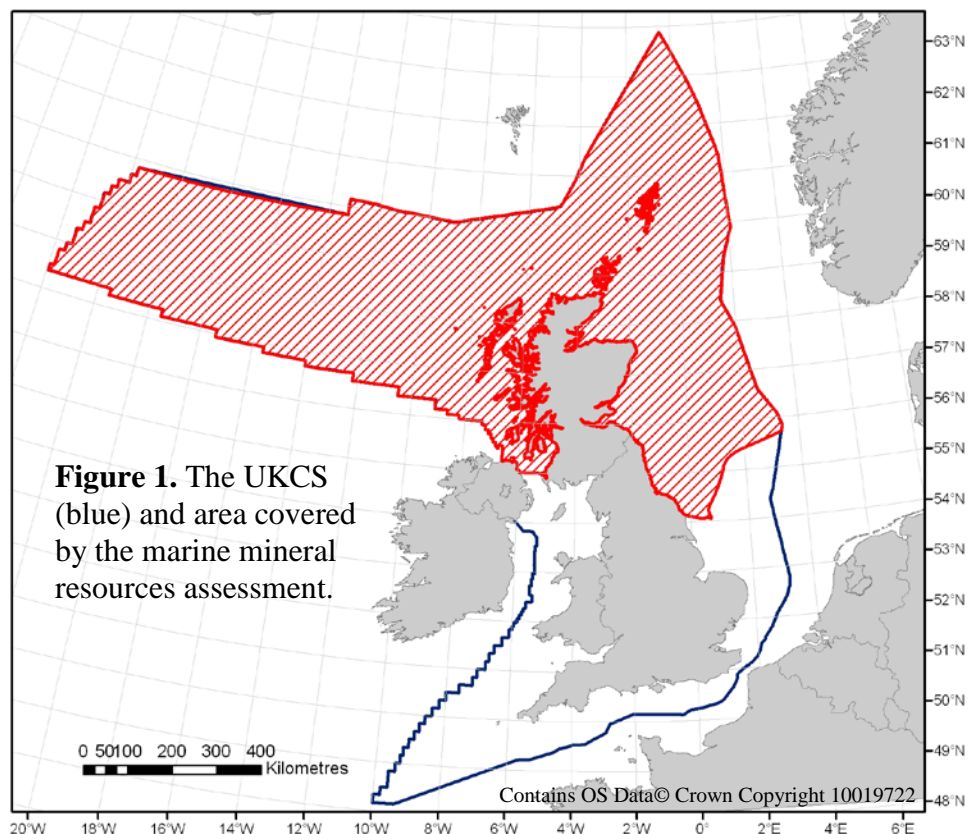 63°N
62°N
61°N
60°N
59°N
58°N
57°N
56°N
55°N
54°N
53°N
52°N
51°N
50°N
49°N
48°N
Figure 1. The UKCS
(blue) and area covered
by the marine mineral
resources assessment.
0 50100 200 300 400
Kilometres
Contains OS Data© Crown Copyright 10019722
20°W 18°W 16°W 14°W 12°W 10°W 8°W 6°W 4°W 2°W 0° 2°E 4°E 6°E